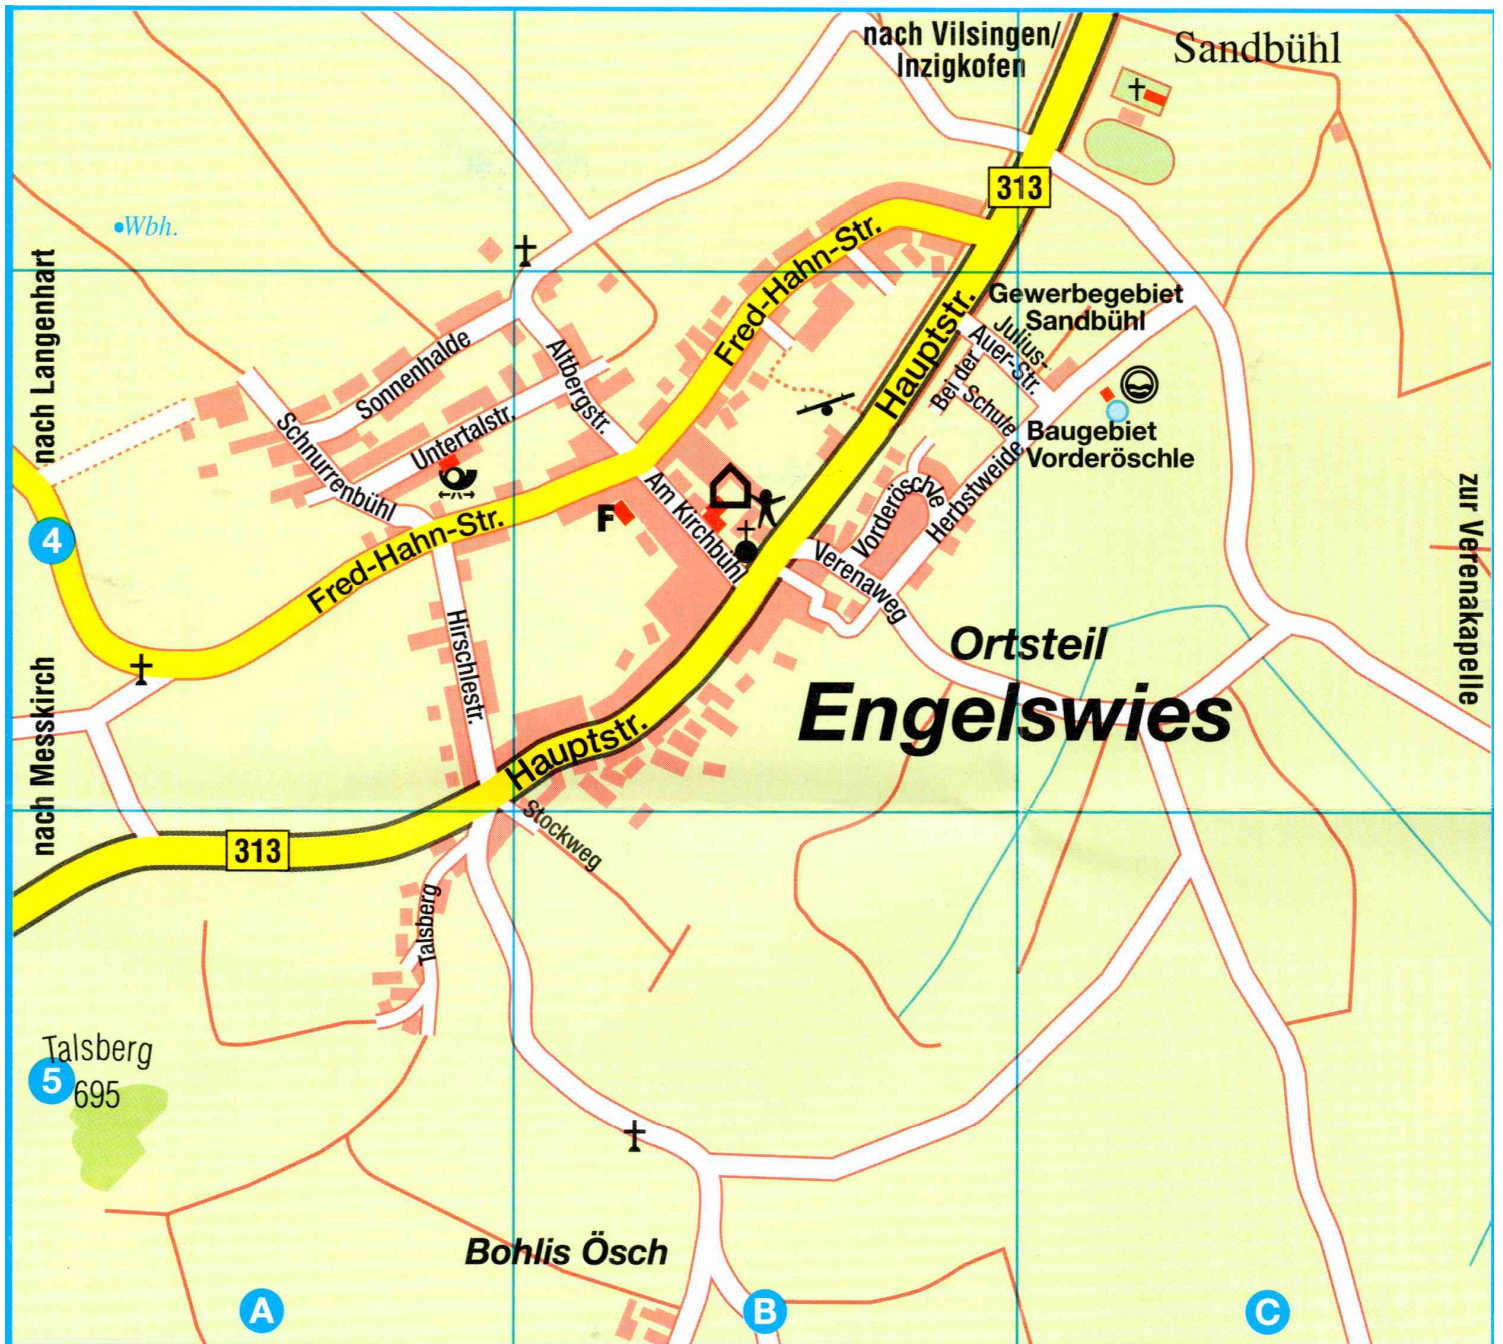 nach Vilsingen/
Inzigkofen
Sandbühl
313
Wbh.
nach Langenhart
Fred-Hahn-Str.
Hauptstr.
Gewerbegebiet
Sandbühl
Julius-
Auer-Str.
Bei der
Schule
Sonnenhalde
Altbergstr.
Untertalstr.
Schnurrenbühl
Baugebiet
Vorderöschle
Herbstweide
Vorderöschle
Am Kirchbühl
F
Verenaweg
zur Verenakapelle
4
Fred-Hahn-Str.
Hirschlestr.
Ortsteil
Engelswies
nach Messkirch
Hauptstr.
313
Stockweg
Talsberg
Talsberg
695
5
Bohlis Ösch
A
B
C